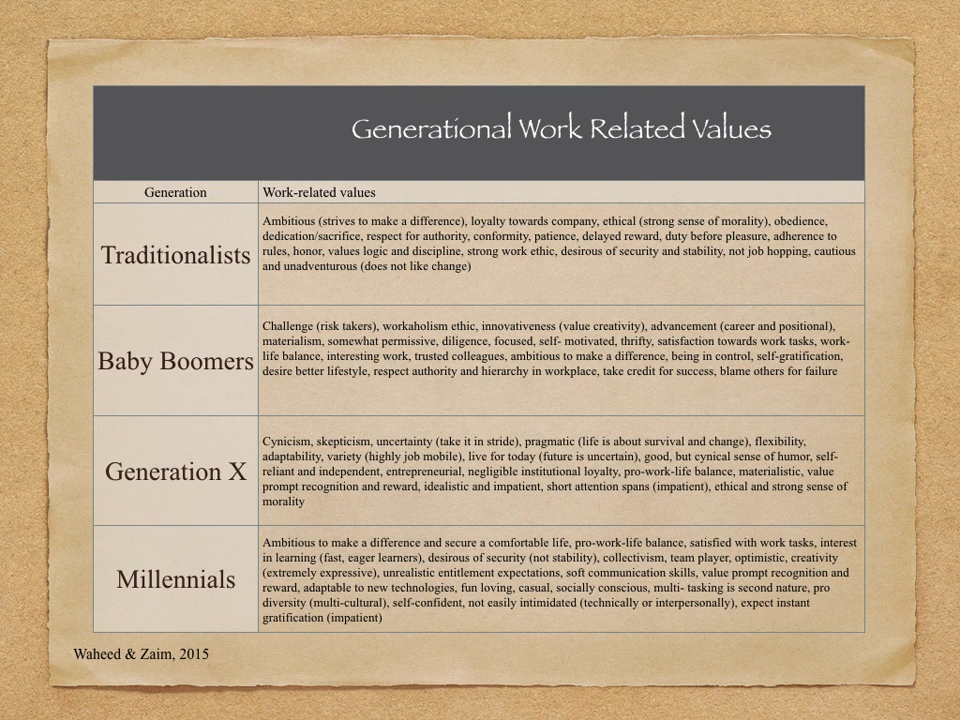 Generational Work Related Values
Generation
Work-related values
Traditionalists
Ambitious (strives to make a difference), loyalty towards company, ethical (strong sense of morality), obedience,
dedication/sacrifice, respect for authority, conformity, patience, delayed reward, duty before pleasure, adherence to
rules, honor, values logic and discipline, strong work ethic, desirous of security and stability, not job hopping, cautious
and unadventurous (does not like change)
Baby Boomers
Challenge (risk takers), workaholism ethic, innovativeness (value creativity), advancement (career and positional),
materialism, somewhat permissive, diligence, focused, self- motivated, thrifty, satisfaction towards work tasks, work-
life balance, interesting work, trusted colleagues, ambitious to make a difference, being in control, self-gratification,
desire better lifestyle, respect authority and hierarchy in workplace, take credit for success, blame others for failure
Generation X
Cynicism, skepticism, uncertainty (take it in stride), pragmatic (life is about survival and change), flexibility,
adaptability, variety (highly job mobile), live for today (future is uncertain), good, but cynical sense of humor, self-
reliant and independent, entrepreneurial, negligible institutional loyalty, pro-work-life balance, materialistic, value
prompt recognition and reward, idealistic and impatient, short attention spans (impatient), ethical and strong sense of
morality
Millennials
Ambitious to make a difference and secure a comfortable life, pro-work-life balance, satisfied with work tasks, interest
in learning (fast, eager learners), desirous of security (not stability), collectivism, team player, optimistic, creativity
(extremely expressive), unrealistic entitlement expectations, soft communication skills, value prompt recognition and
reward, adaptable to new technologies, fun loving, casual, socially conscious, multi- tasking is second nature, pro
diversity (multi-cultural), self-confident, not easily intimidated (technically or interpersonally), expect instant
gratification (impatient)
Waheed & Zaim, 2015